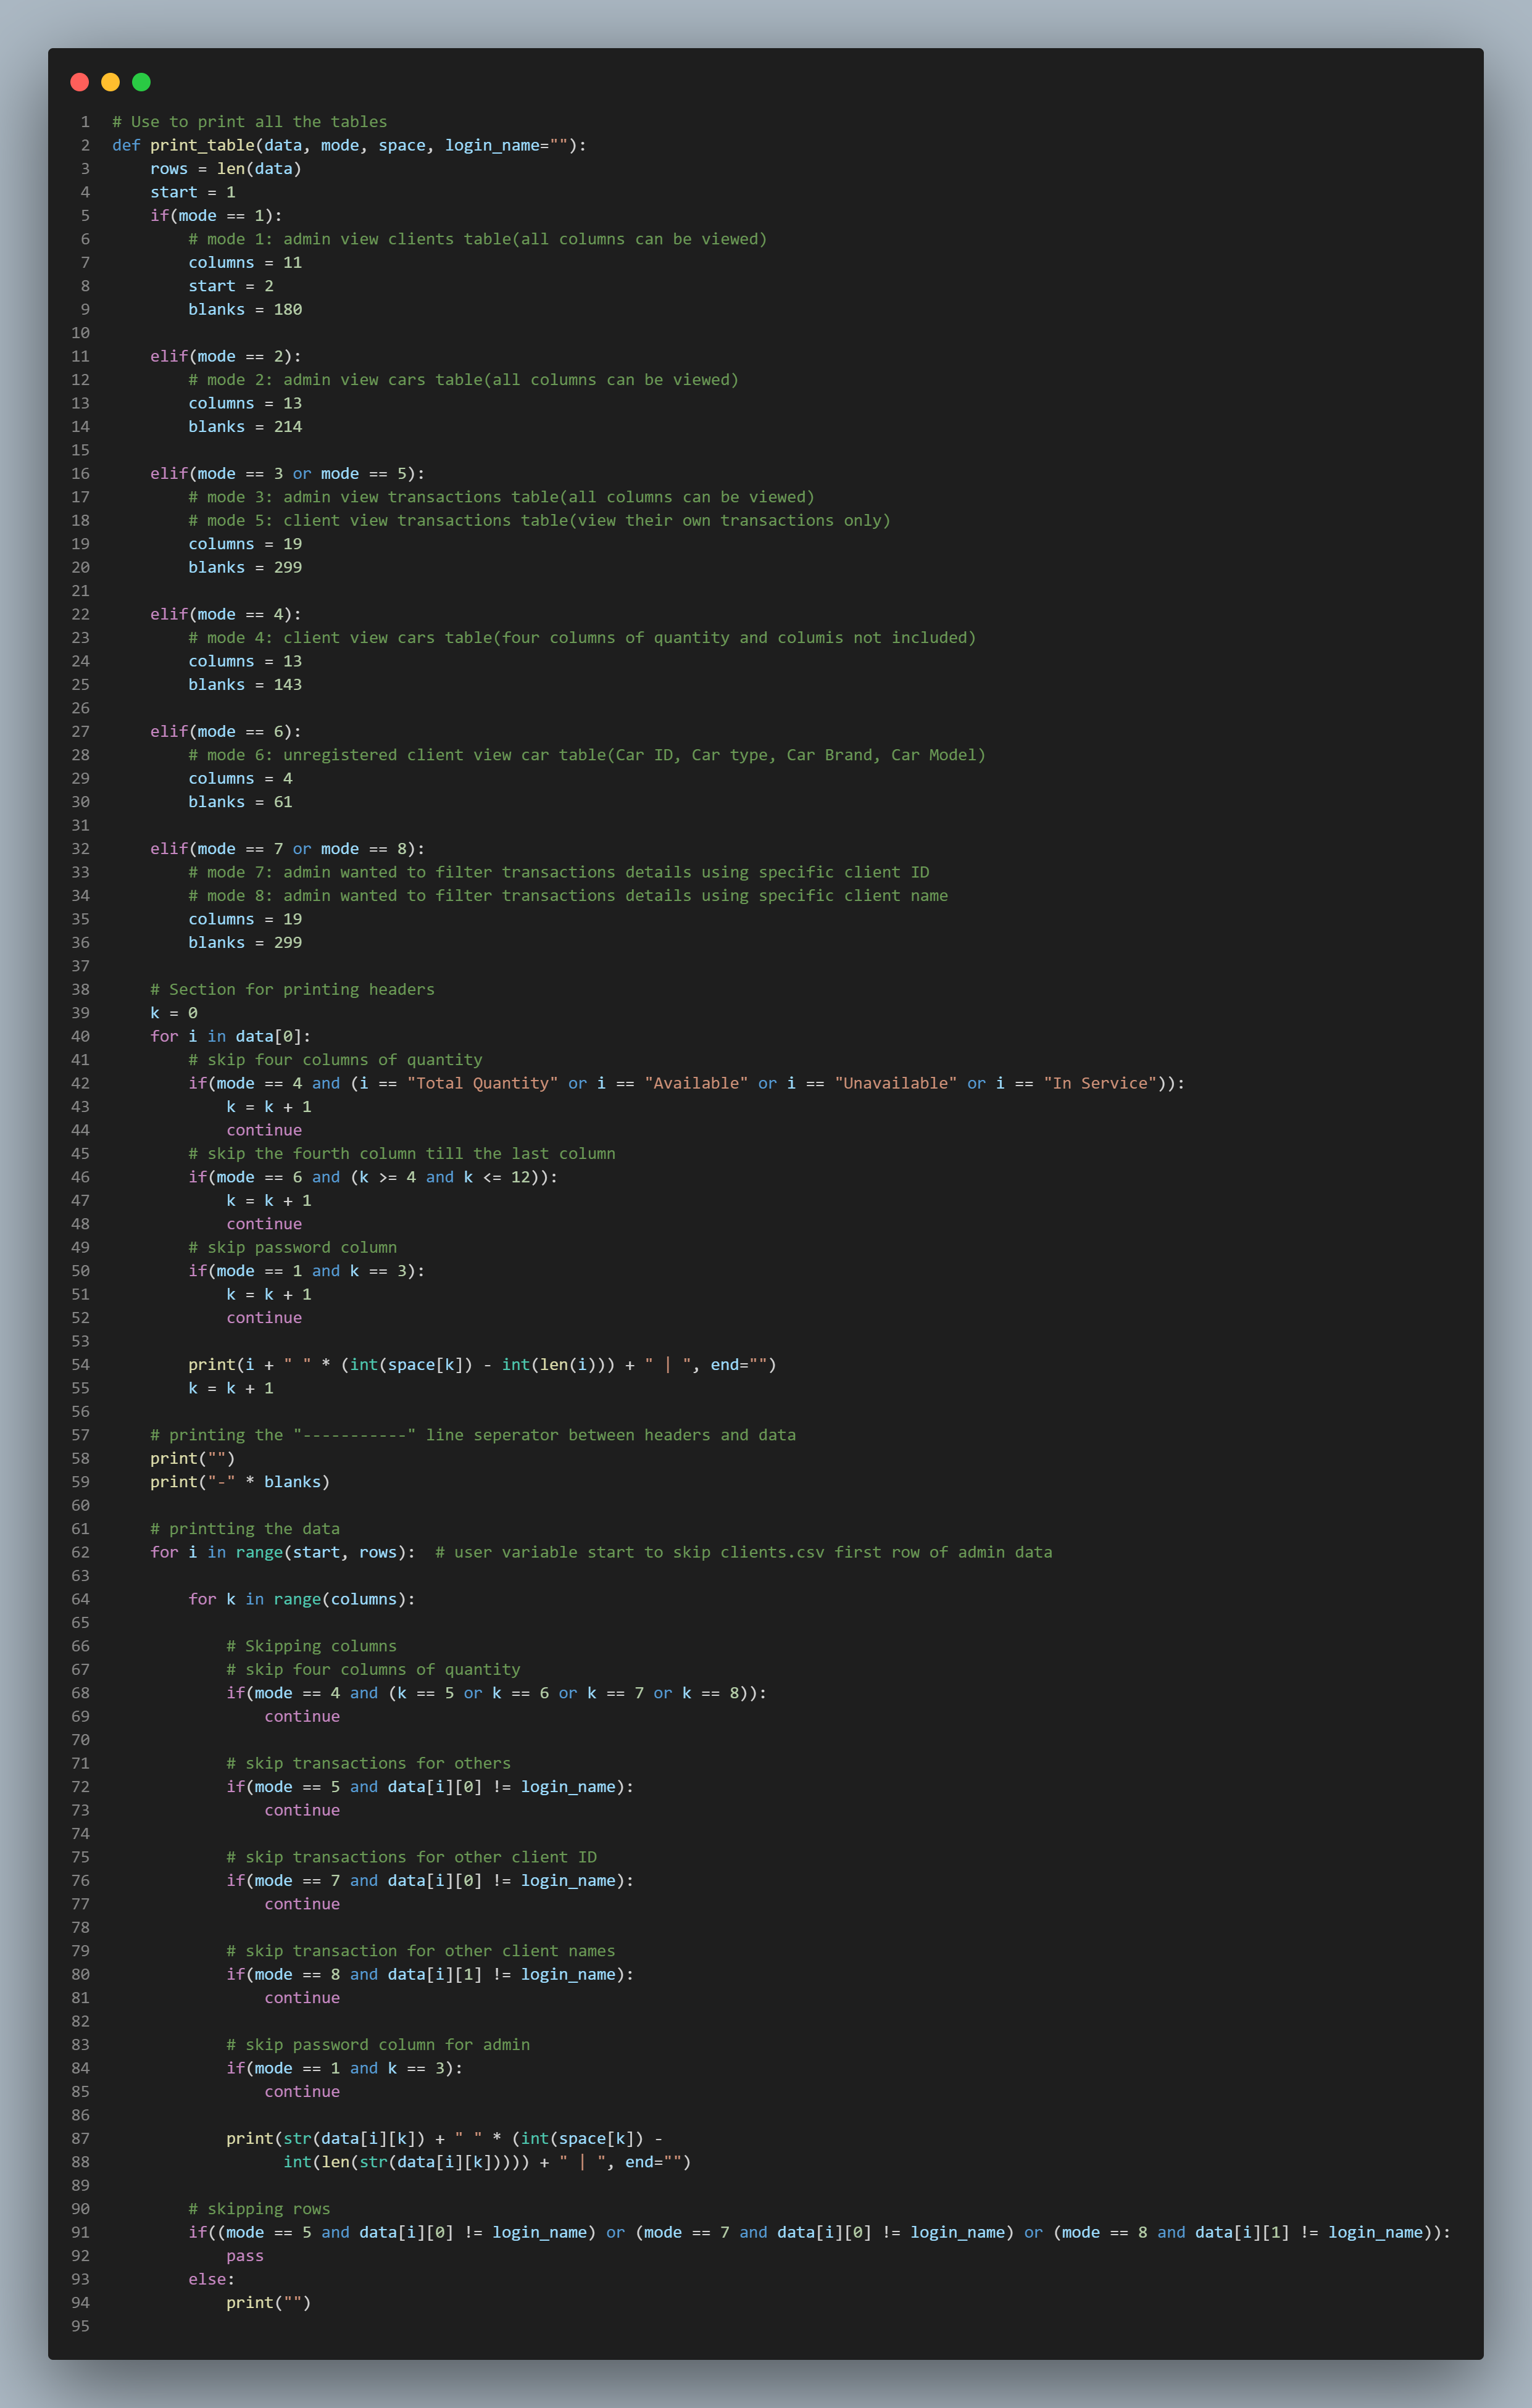 1 # Use to print all the tables
2 def print_table(data, mode, space, login_name=""):
3     rows = len(data)
4     start = 1
5     if(mode == 1):
6         # mode 1: admin view clients table(all columns can be viewed)
7         columns = 11
8         start = 2
9         blanks = 180
10
11     elif(mode == 2):
12         # mode 2: admin view cars table(all columns can be viewed)
13         columns = 13
14         blanks = 214
15
16     elif(mode == 3 or mode == 5):
17         # mode 3: admin view transactions table(all columns can be viewed)
18         # mode 5: client view transactions table(view their own transactions only)
19         columns = 19
20         blanks = 299
21
22     elif(mode == 4):
23         # mode 4: client view cars table(four columns of quantity and columis not included)
24         columns = 13
25         blanks = 143
26
27     elif(mode == 6):
28         # mode 6: unregistered client view car table(Car ID, Car type, Car Brand, Car Model)
29         columns = 4
30         blanks = 61
31
32     elif(mode == 7 or mode == 8):
33         # mode 7: admin wanted to filter transactions details using specific client ID
34         # mode 8: admin wanted to filter transactions details using specific client name
35         columns = 19
36         blanks = 299
37
38     # Section for printing headers
39     k = 0
40     for i in data[0]:
41         # skip four columns of quantity
42         if(mode == 4 and (i == "Total Quantity" or i == "Available" or i == "Unavailable" or i == "In Service")):
43             k = k + 1
44             continue
45         # skip the fourth column till the last column
46         if(mode == 6 and (k >= 4 and k <= 12)):
47             k = k + 1
48             continue
49         # skip password column
50         if(mode == 1 and k == 3):
51             k = k + 1
52             continue
53
54         print(i + " " * (int(space[k]) - int(len(i))) + " | ", end="")
55         k = k + 1
56
57     # printing the "-----------" line seperator between headers and data
58     print("")
59     print("-" * blanks)
60
61     # printting the data
62     for i in range(start, rows):  # user variable start to skip clients.csv first row of admin data
63
64         for k in range(columns):
65
66             # Skipping columns
67             # skip four columns of quantity
68             if(mode == 4 and (k == 5 or k == 6 or k == 7 or k == 8)):
69                 continue
70
71             # skip transactions for others
72             if(mode == 5 and data[i][0] != login_name):
73                 continue
74
75             # skip transactions for other client ID
76             if(mode == 7 and data[i][0] != login_name):
77                 continue
78
79             # skip transaction for other client names
80             if(mode == 8 and data[i][1] != login_name):
81                 continue
82
83             # skip password column for admin
84             if(mode == 1 and k == 3):
85                 continue
86
87             print(str(data[i][k]) + " " * (int(space[k]) -
88                   int(len(str(data[i][k])))) + " | ", end="")
89
90         # skipping rows
91         if((mode == 5 and data[i][0] != login_name) or (mode == 7 and data[i][0] != login_name) or (mode == 8 and data[i][1] != login_name)):
92             pass
93         else:
94             print("")
95